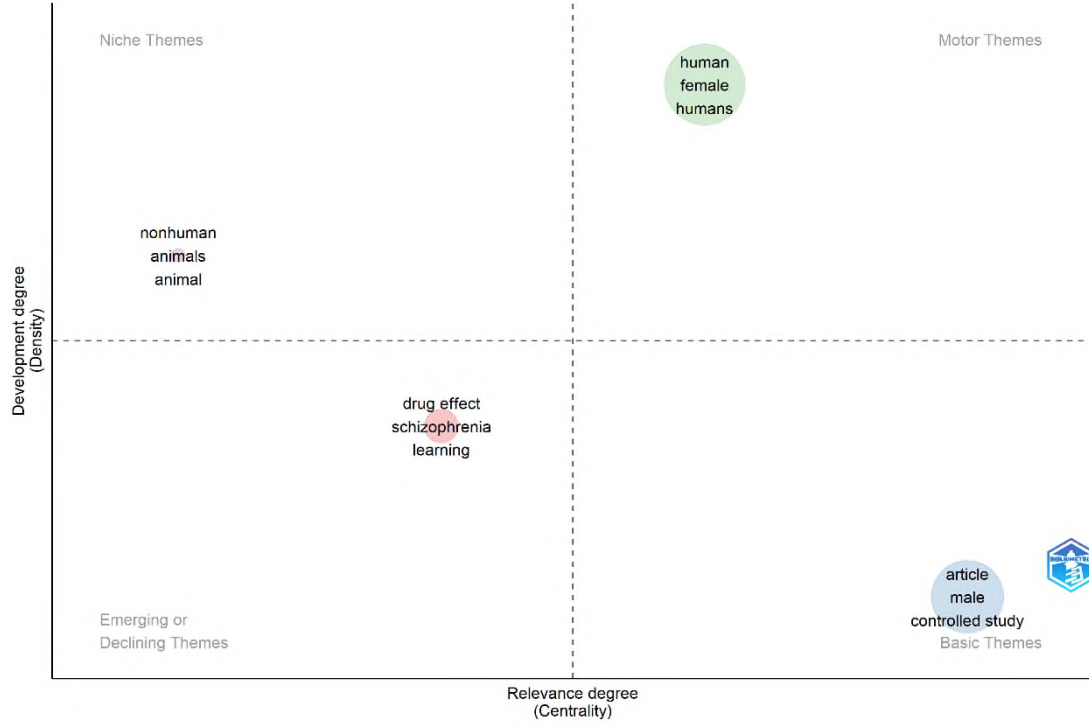 Niche Themes
Motor Themes
human
female
humans
nonhuman
animals
animal
Development degree
(Density)
drug effect
schizophrenia
learning
article
male
controlled study
Emerging or
Declining Themes
Basic Themes
Relevance degree
(Centrality)